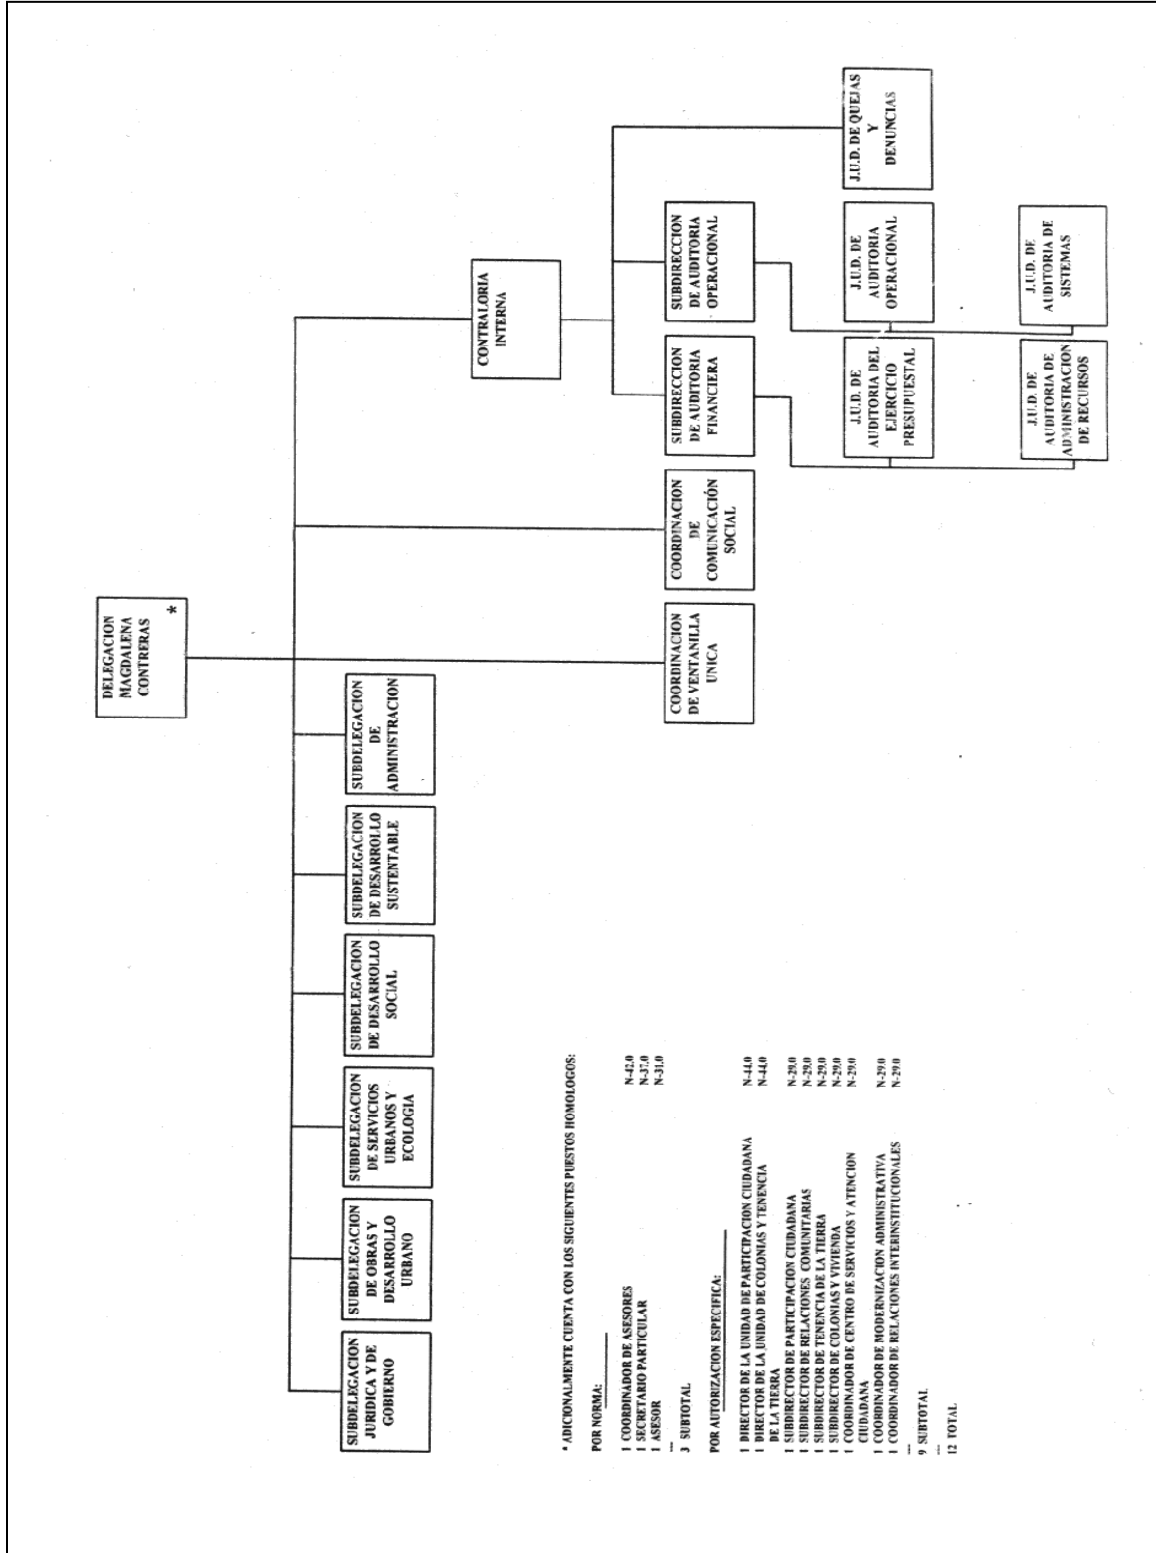 DELEGACION
MAGDALENA
CONTRERAS
*
SUBDELEGACION
JURIDICA Y DE
GOBIERNO
SUBDELEGACION
DE OBRAS Y
DESARROLLO
URBANO
SUBDELEGACION
DE SERVICIOS
URBANOS Y
ECOLOGIA
SUBDELEGACION
DE DESARROLLO
SOCIAL
SUBDELEGACION
DE DESARROLLO
SUSTENTABLE
SUBDELEGACION
DE
ADMINISTRACION
CONTRALORIA
INTERNA
COORDINACION
DE VENTANILLA
UNICA
COORDINACION
DE
COMUNICACIÓN
SOCIAL
SUBDIRECCION
DE AUDITORIA
FINANCIERA
SUBDIRECCION
DE AUDITORIA
OPERACIONAL
J.U.D. DE
AUDITORIA DEL
EJERCICIO
PRESUPUESTAL
J.U.D. DE
AUDITORIA
OPERACIONAL
J.U.D. DE QUEJAS
Y
DENUNCIAS
J.U.D. DE
AUDITORIA DE
ADMINISTRACION
DE RECURSOS
J.U.D. DE
AUDITORIA DE
SISTEMAS
* ADICIONALMENTE CUENTA CON LOS SIGUIENTES PUESTOS HOMOLOGOS:
POR NORMA:
1 COORDINADOR DE ASESORES N-42.0
1 SECRETARIO PARTICULAR N-37.0
1 ASESOR N-31.0
---
3 SUBTOTAL
POR AUTORIZACION ESPECIFICA:
1 DIRECTOR DE LA UNIDAD DE PARTICIPACION CIUDADANA N-44.0
1 DIRECTOR DE LA UNIDAD DE COLONIAS Y TENENCIA N-44.0
DE LA TIERRA
1 SUBDIRECTOR DE PARTICIPACION CIUDADANA N-29.0
1 SUBDIRECTOR DE RELACIONES COMUNITARIAS N-29.0
1 SUBDIRECTOR DE TENENCIA DE LA TIERRA N-29.0
1 SUBDIRECTOR DE COLONIAS Y VIVIENDA N-29.0
1 COORDINADOR DE CENTRO DE SERVICIOS Y ATENCION N-29.0
CIUDADANA
1 COORDINADOR DE MODERNIZACION ADMINISTRATIVA N-29.0
1 COORDINADOR DE RELACIONES INTERINSTITUCIONALES N-29.0
---
9 SUBTOTAL
---
12 TOTAL